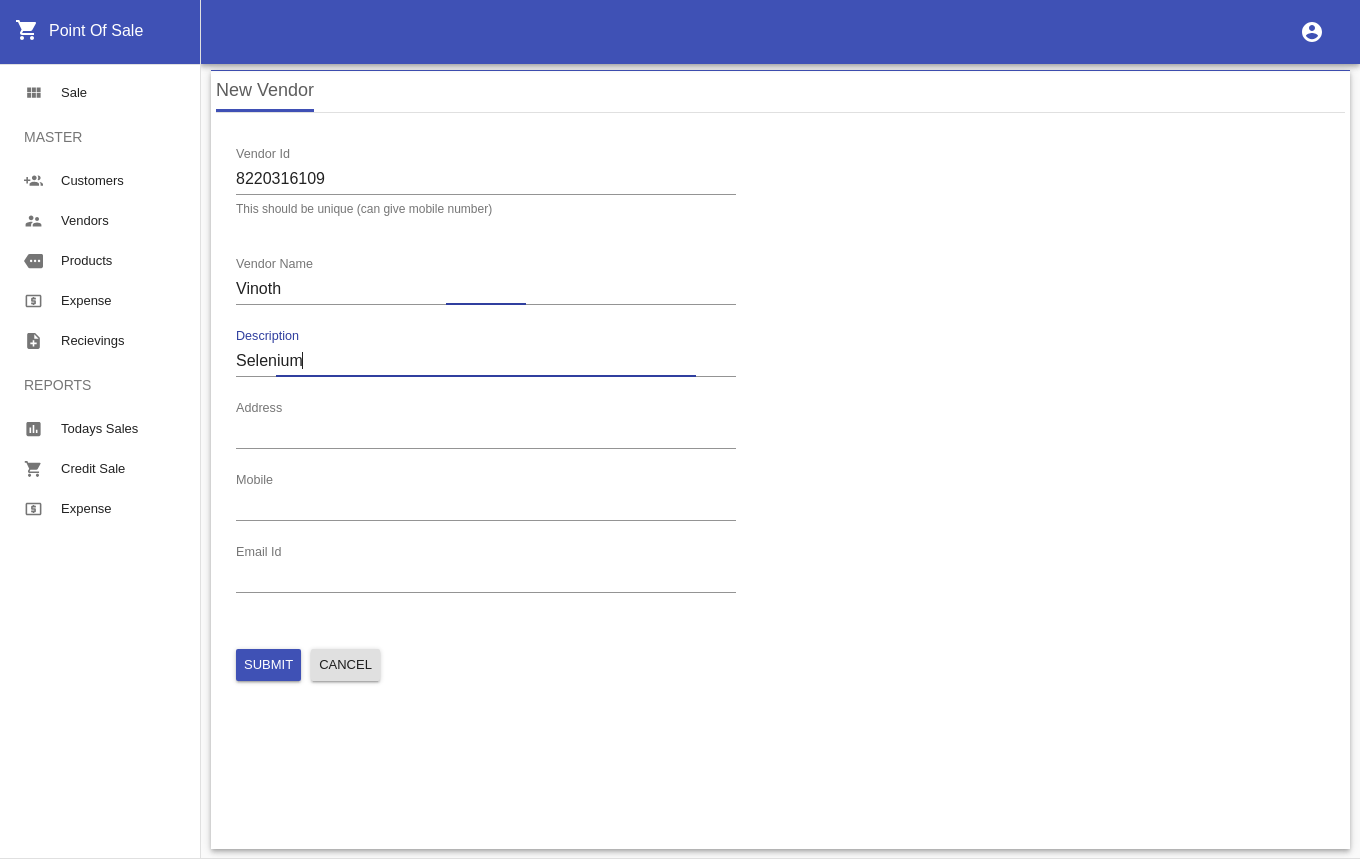 Point Of Sale
Sale
MASTER
Customers
Vendors
Products
Expense
Recievings
REPORTS
Todays Sales
Credit Sale
Expense
New Vendor
Vendor Id
8220316109
This should be unique (can give mobile number)
Vendor Name
Vinoth
Description
Selenium
Address
Mobile
Email Id
SUBMIT CANCEL